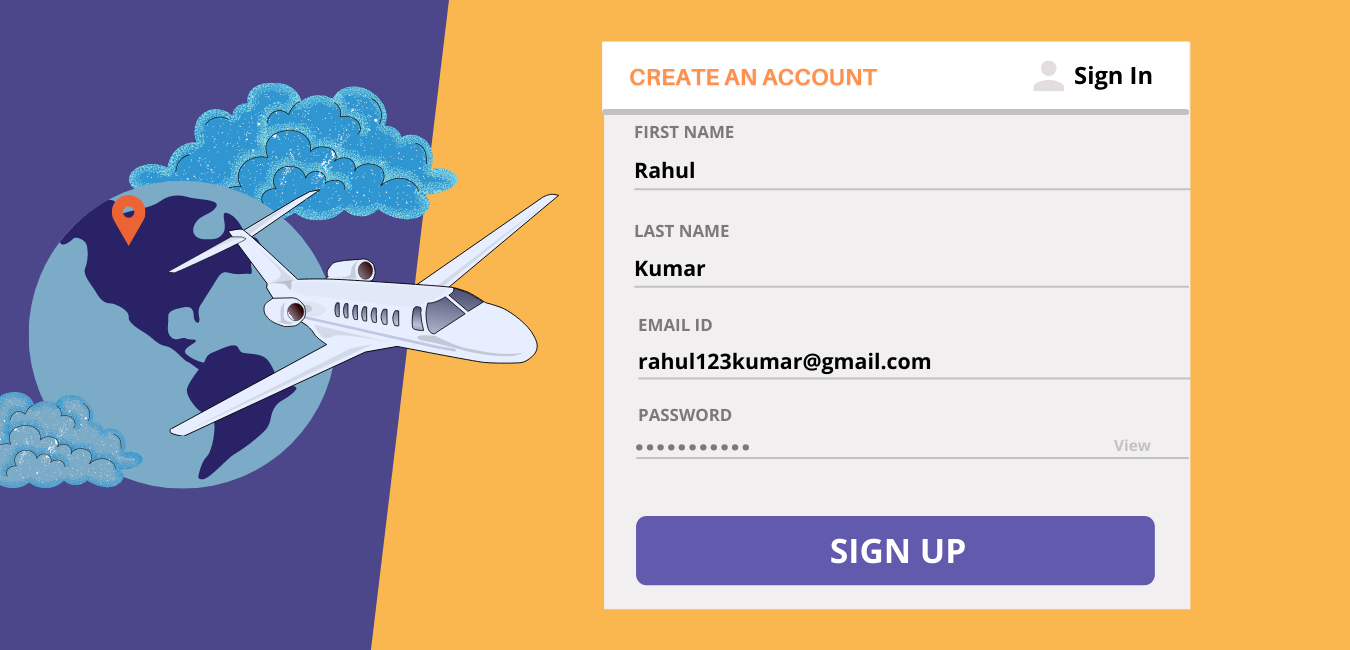 CREATE AN ACCOUNT
Sign In
FIRST NAME
Rahul
LAST NAME
Kumar
EMAIL ID
rahul123kumar@gmail.com
PASSWORD
•••••••••••
View
SIGN UP